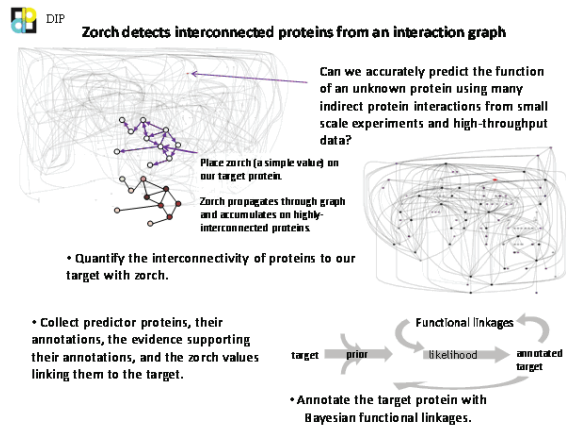 DIP
Zorch detects interconnected proteins from an interaction graph
Can we accurately predict the function
of an unknown protein using many
indirect protein interactions from small
scale experiments and high-throughput
data?
Place zorch (a simple value) on
our target protein.
Zorch propagates through graph
and accumulates on highly-
interconnected proteins.
• Quantify the interconnectivity of proteins to our
target with zorch.
• Collect predictor proteins, their
annotations, the evidence supporting
their annotations, and the zorch values
linking them to the target.
Functional linkages
target prior likelihood annotated
target
• Annotate the target protein with
Bayesian functional linkages.